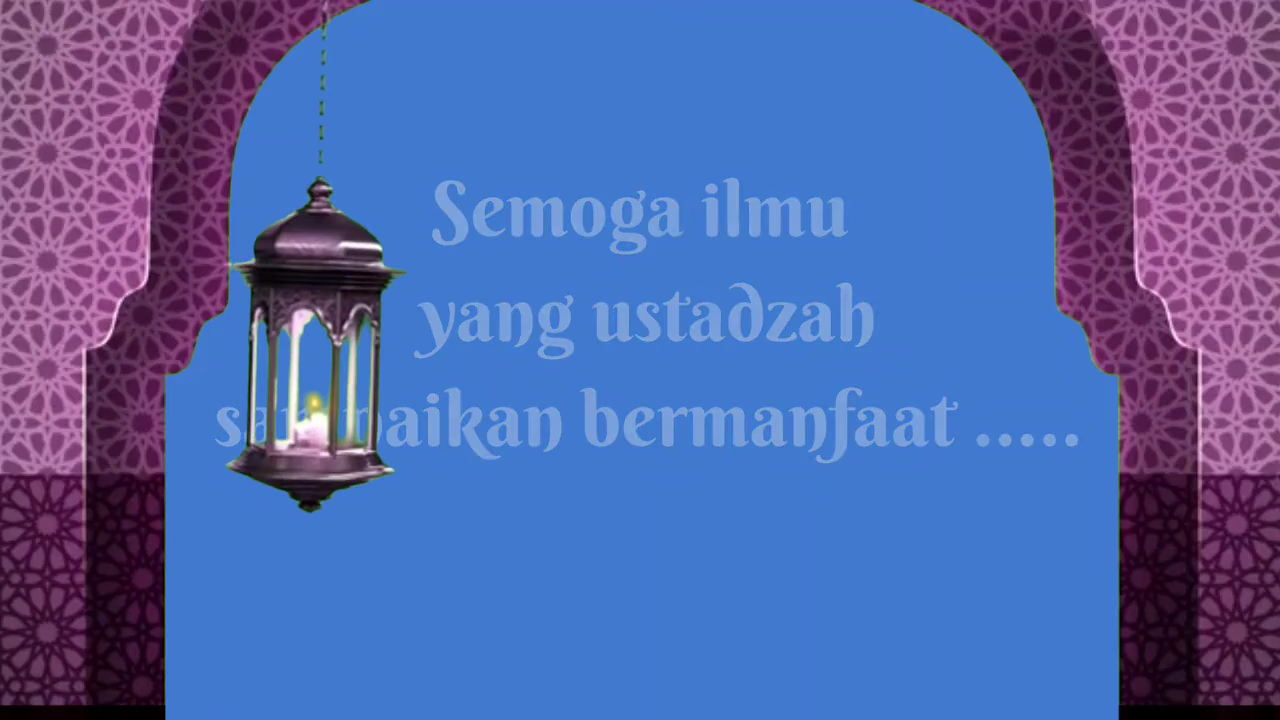 Semoga ilmu
yang ustadzah
sampaikan bermanfaat .....